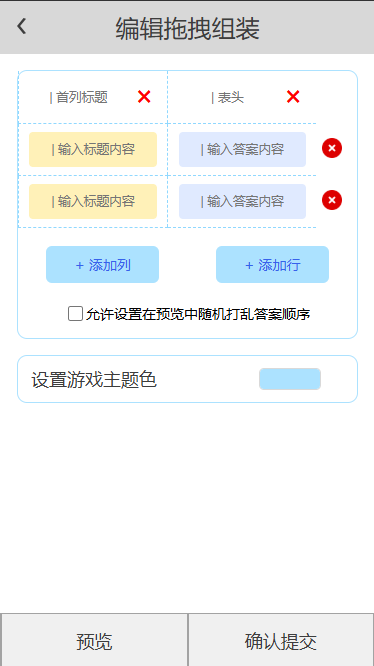 编辑拖拽组装
| 首列标题 | 表头
| 输入标题内容 | 输入答案内容
| 输入标题内容 | 输入答案内容
+ 添加列 + 添加行
允许设置在预览中随机打乱答案顺序
设置游戏主题色
预览 确认提交